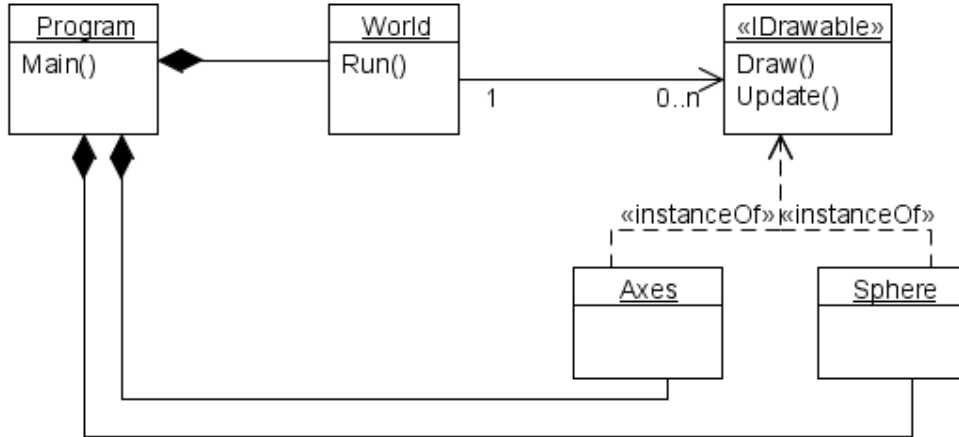 Program
Main()
World
Run()
«IDrawable»
Draw()
Update()
1
0..n
«instanceOf»
«instanceOf»
Axes
Sphere